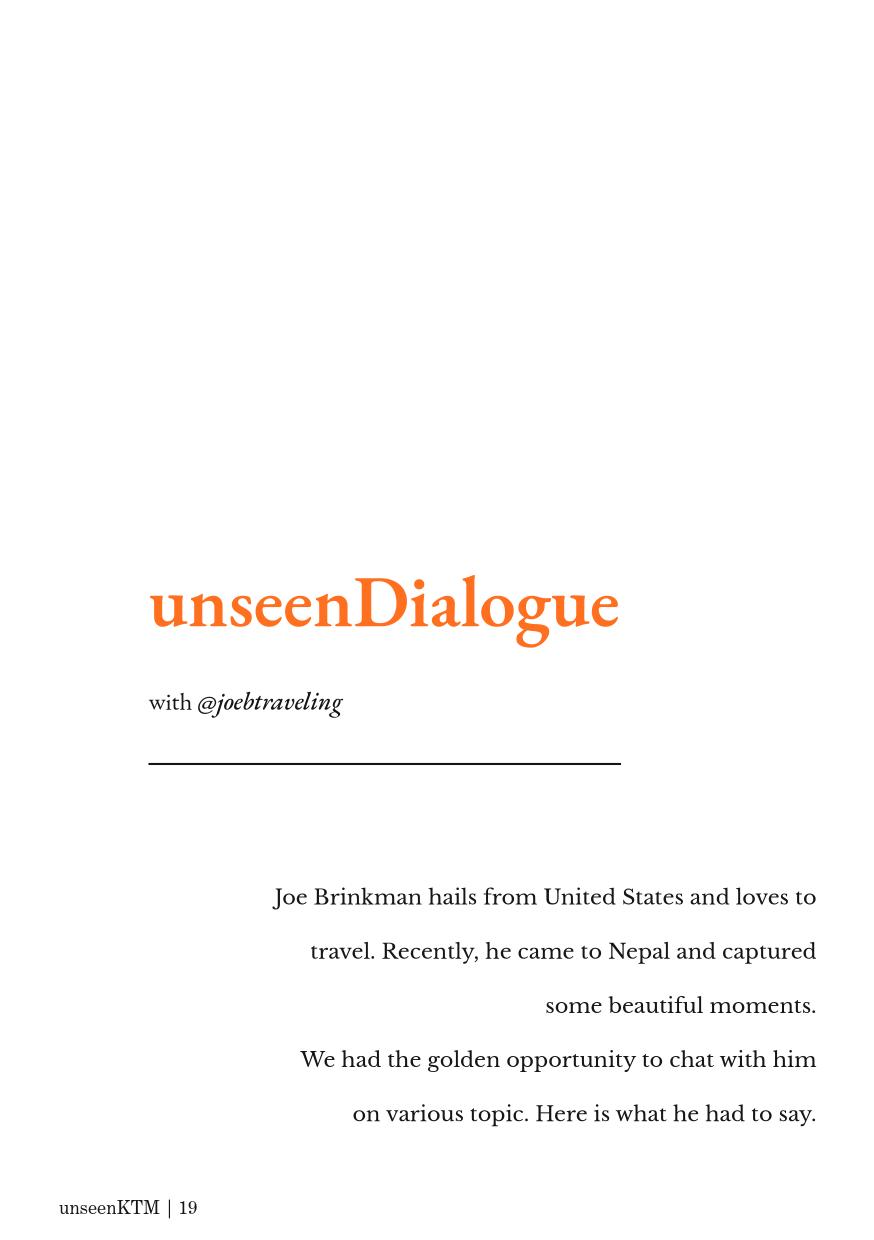 unseenDialogue
with @joebtraveling
Joe Brinkman hails from United States and loves to
travel. Recently, he came to Nepal and captured
some beautiful moments.
We had the golden opportunity to chat with him
on various topic. Here is what he had to say.
unseenKTM | 19